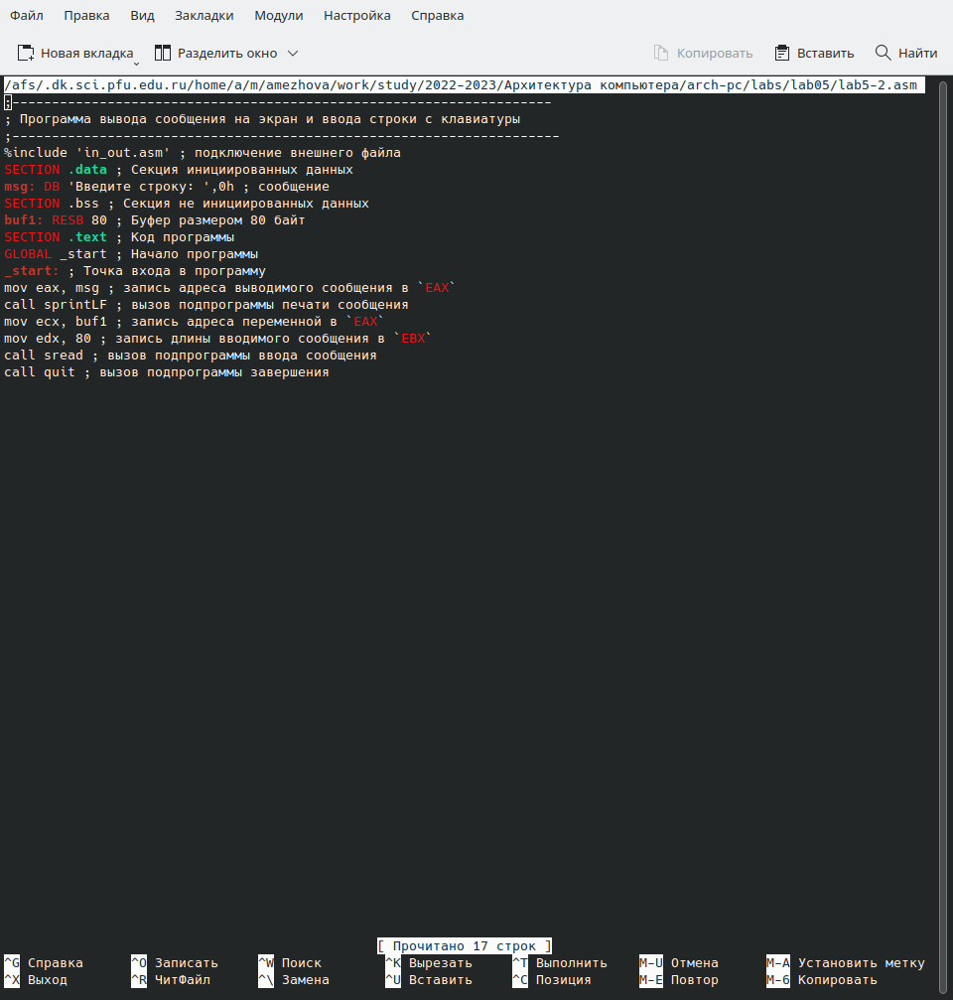 Файл Правка Вид Закладки Модули Настройка Справка
Новая вкладка Разделить окно Копировать Вставить Найти
/afs/.dk.sci.pfu.edu.ru/home/a/m/amezhova/work/study/2022-2023/Архитектура компьютера/arch-pc/labs/lab05/lab5-2.asm
;--------------------------------------------------------------------
; Программа вывода сообщения на экран и ввода строки с клавиатуры
;---------------------------------------------------------------------
%include 'in_out.asm' ; подключение внешнего файла
SECTION .data ; Секция инициированных данных
msg: DB 'Введите строку: ',0h ; сообщение
SECTION .bss ; Секция не инициированных данных
buf1: RESB 80 ; Буфер размером 80 байт
SECTION .text ; Код программы
GLOBAL _start ; Начало программы
_start: ; Точка входа в программу
mov eax, msg ; запись адреса выводимого сообщения в `EAX`
call sprintLF ; вызов подпрограммы печати сообщения
mov ecx, buf1 ; запись адреса переменной в `EAX`
mov edx, 80 ; запись длины вводимого сообщения в `EBX`
call sread ; вызов подпрограммы ввода сообщения
call quit ; вызов подпрограммы завершения
[ Прочитано 17 строк ]
^G Справка ^O Записать ^W Поиск ^K Вырезать ^T Выполнить M-U Отмена M-A Установить метку
^X Выход ^R ЧитФайл ^\ Замена ^U Вставить ^C Позиция M-E Повтор M-6 Копировать